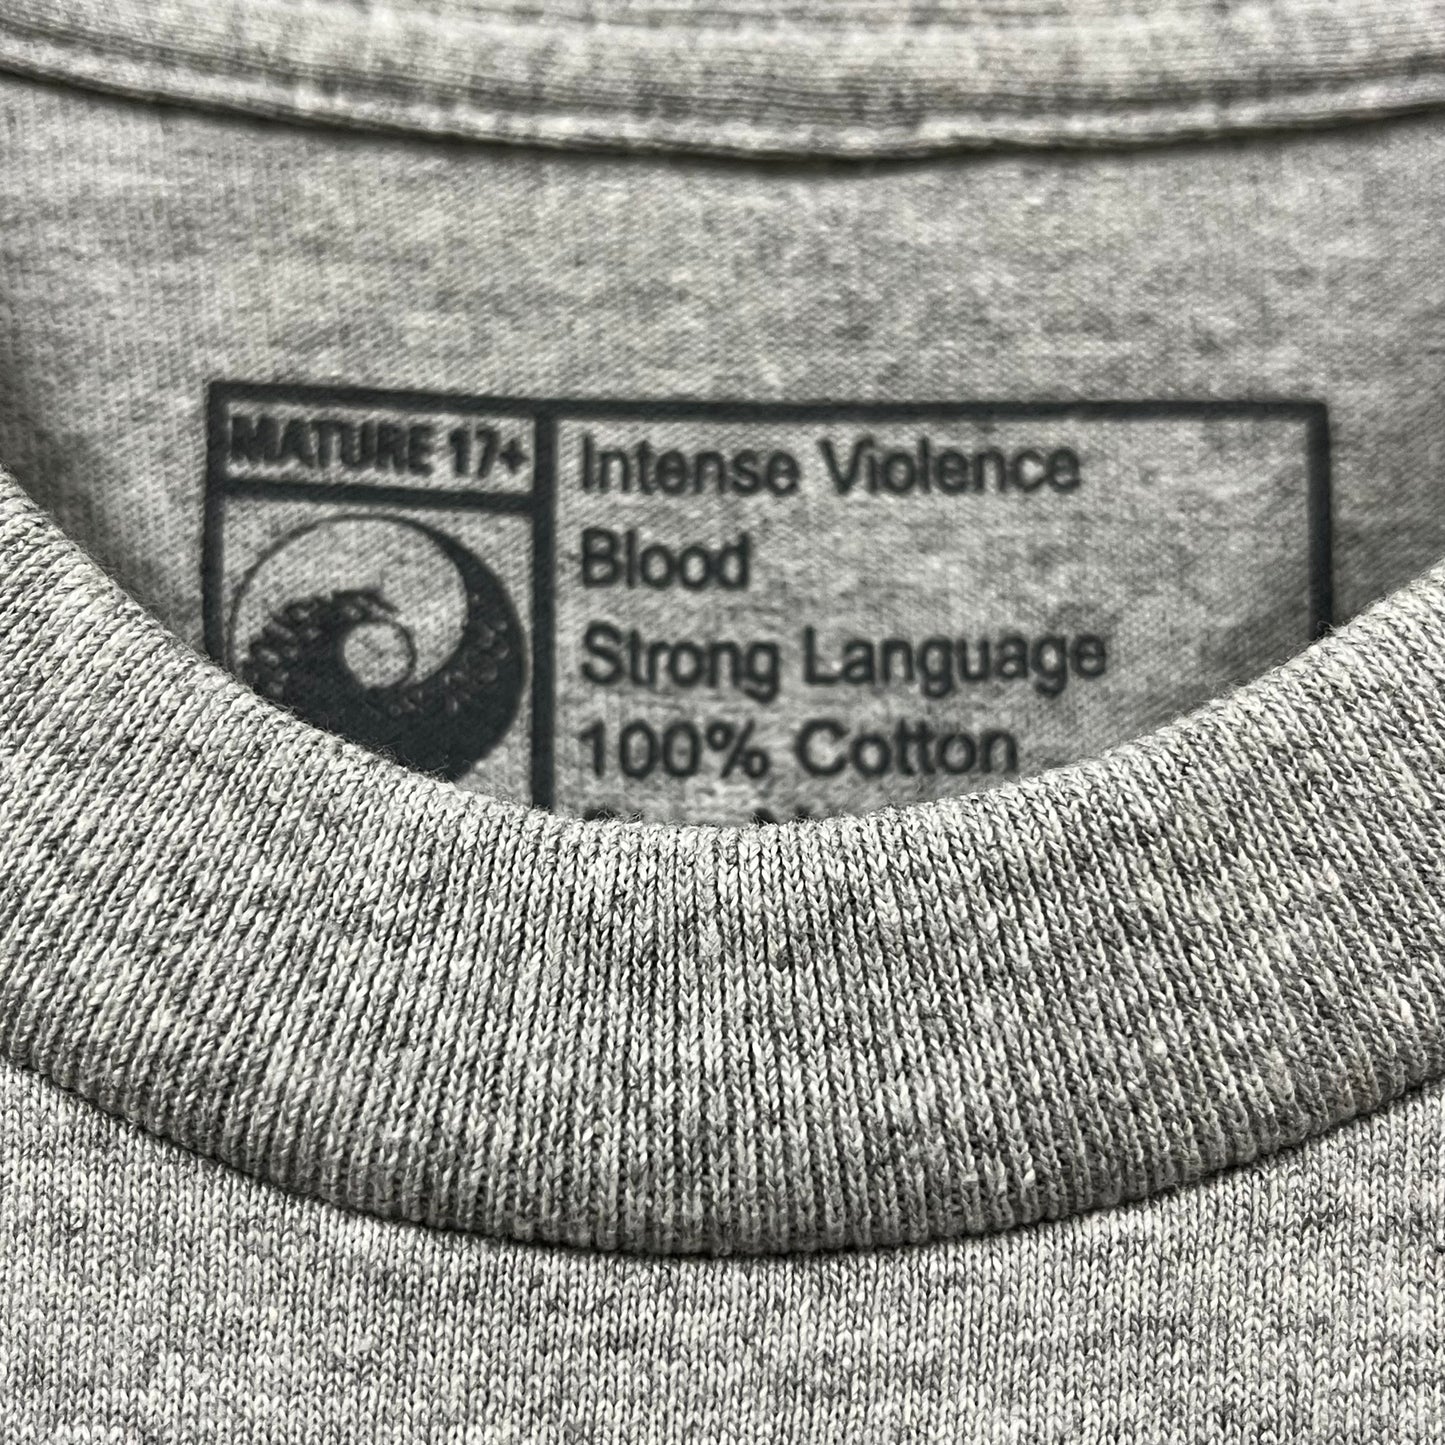 MATURE 17+
Intense Violence
Blood
Strong Language
100% Cotton